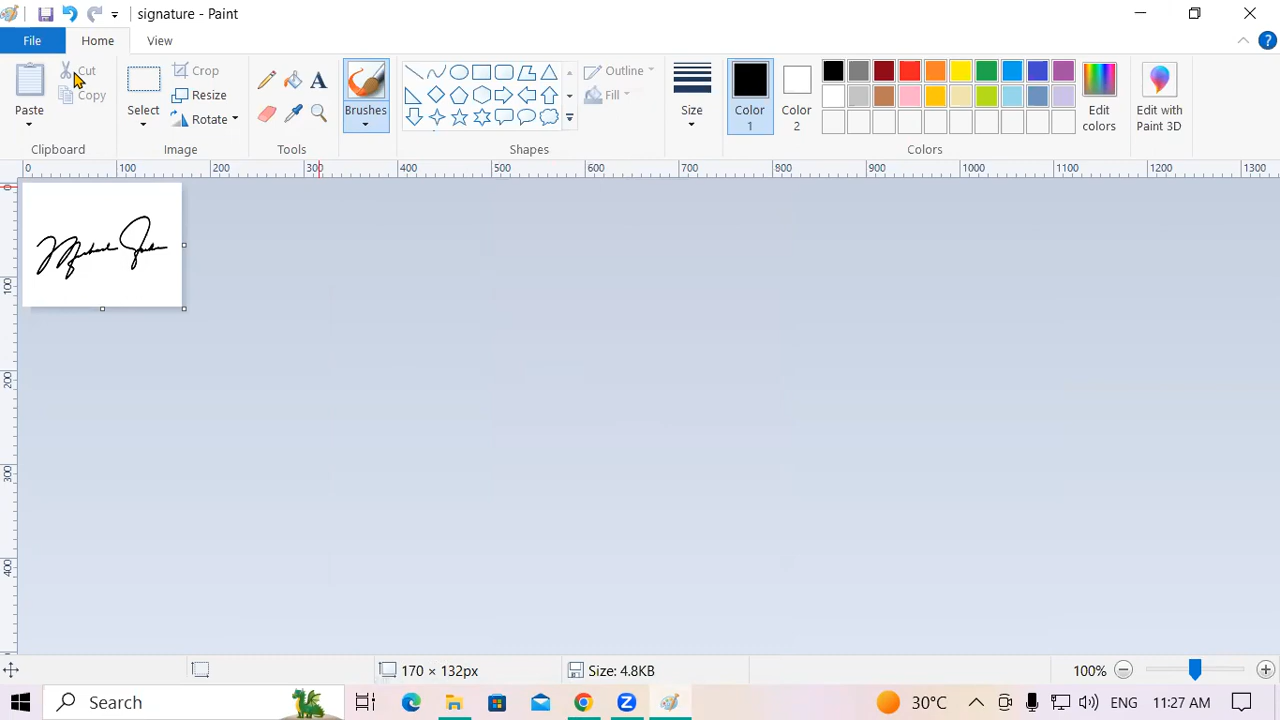 signature - Paint
File Home View
Paste Cut Copy Clipboard
Select Crop Resize Rotate Image
Tools
Brushes
Shapes Outline Fill
Size
Color 1 Color 2 Edit colors Colors
Edit with Paint 3D
0 100 200 300 400 500 600 700 800 900 1000 1100 1200 1300
0
100
200
300
400
170 × 132px Size: 4.8KB 100%
Search 30°C ENG 11:27 AM